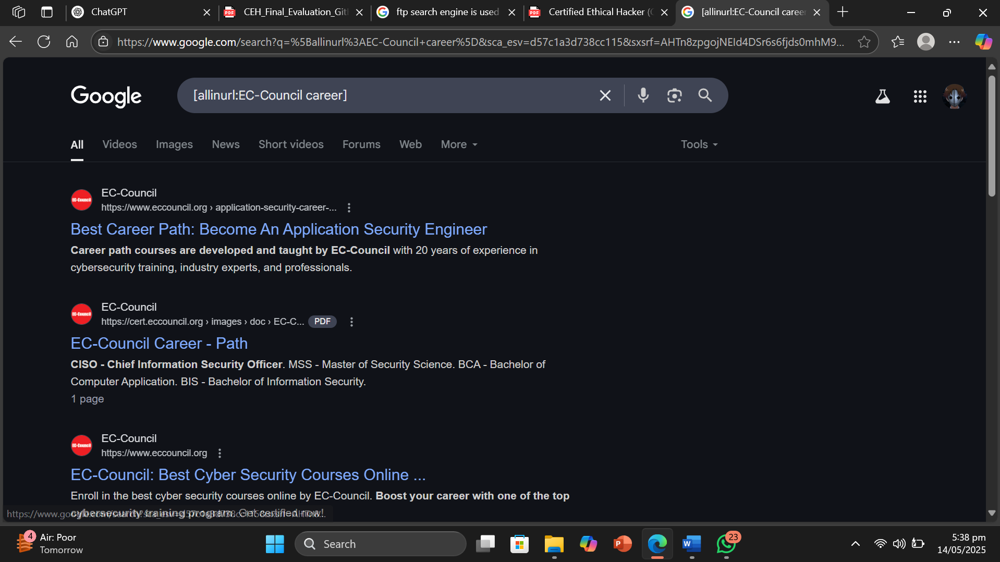 ChatGPT
CEH_Final_Evaluation_Git
ftp search engine is used
Certified Ethical Hacker (
[allinurl:EC-Council career
https://www.google.com/search?q=%5Ballinurl%3AEC-Council+career%5D&sca_esv=d57c1a3d738cc115&sxsrf=AHTn8zpgojNEId4DSr6s6fjds0mhM9...
Google
[allinurl:EC-Council career]
All Videos Images News Short videos Forums Web More Tools
EC-Council
https://www.eccouncil.org › application-security-career-...
Best Career Path: Become An Application Security Engineer
Career path courses are developed and taught by EC-Council with 20 years of experience in
cybersecurity training, industry experts, and professionals.
EC-Council
https://cert.eccouncil.org › images › doc › EC-C... PDF
EC-Council Career - Path
CISO - Chief Information Security Officer. MSS - Master of Security Science. BCA - Bachelor of
Computer Application. BIS - Bachelor of Information Security.
1 page
EC-Council
https://www.eccouncil.org
EC-Council: Best Cyber Security Courses Online ...
Enroll in the best cyber security courses online by EC-Council. Boost your career with one of the top
cybersecurity training program. Get certified now!
4
Air: Poor
Tomorrow
Search
23
5:38 pm
14/05/2025